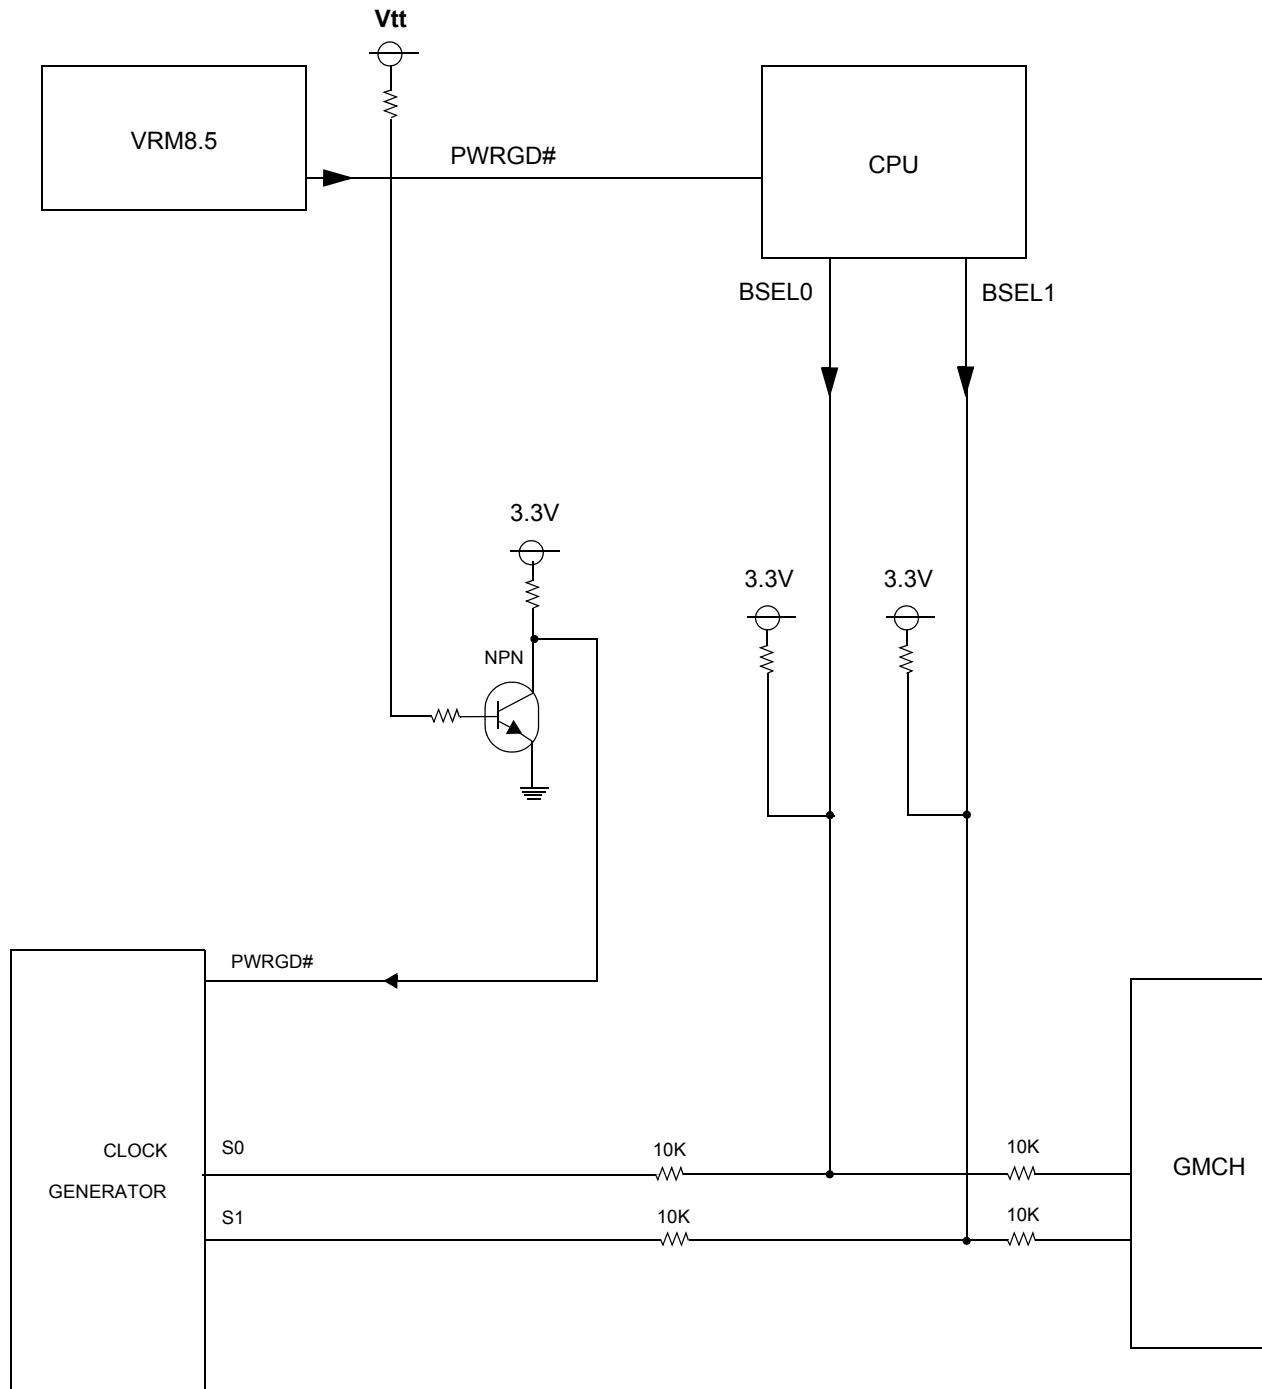 Vtt
VRM8.5
PWRGD#
CPU
BSEL0
BSEL1
3.3V
3.3V
3.3V
NPN
PWRGD#
CLOCK
GENERATOR
S0
10K
10K
GMCH
S1
10K
10K